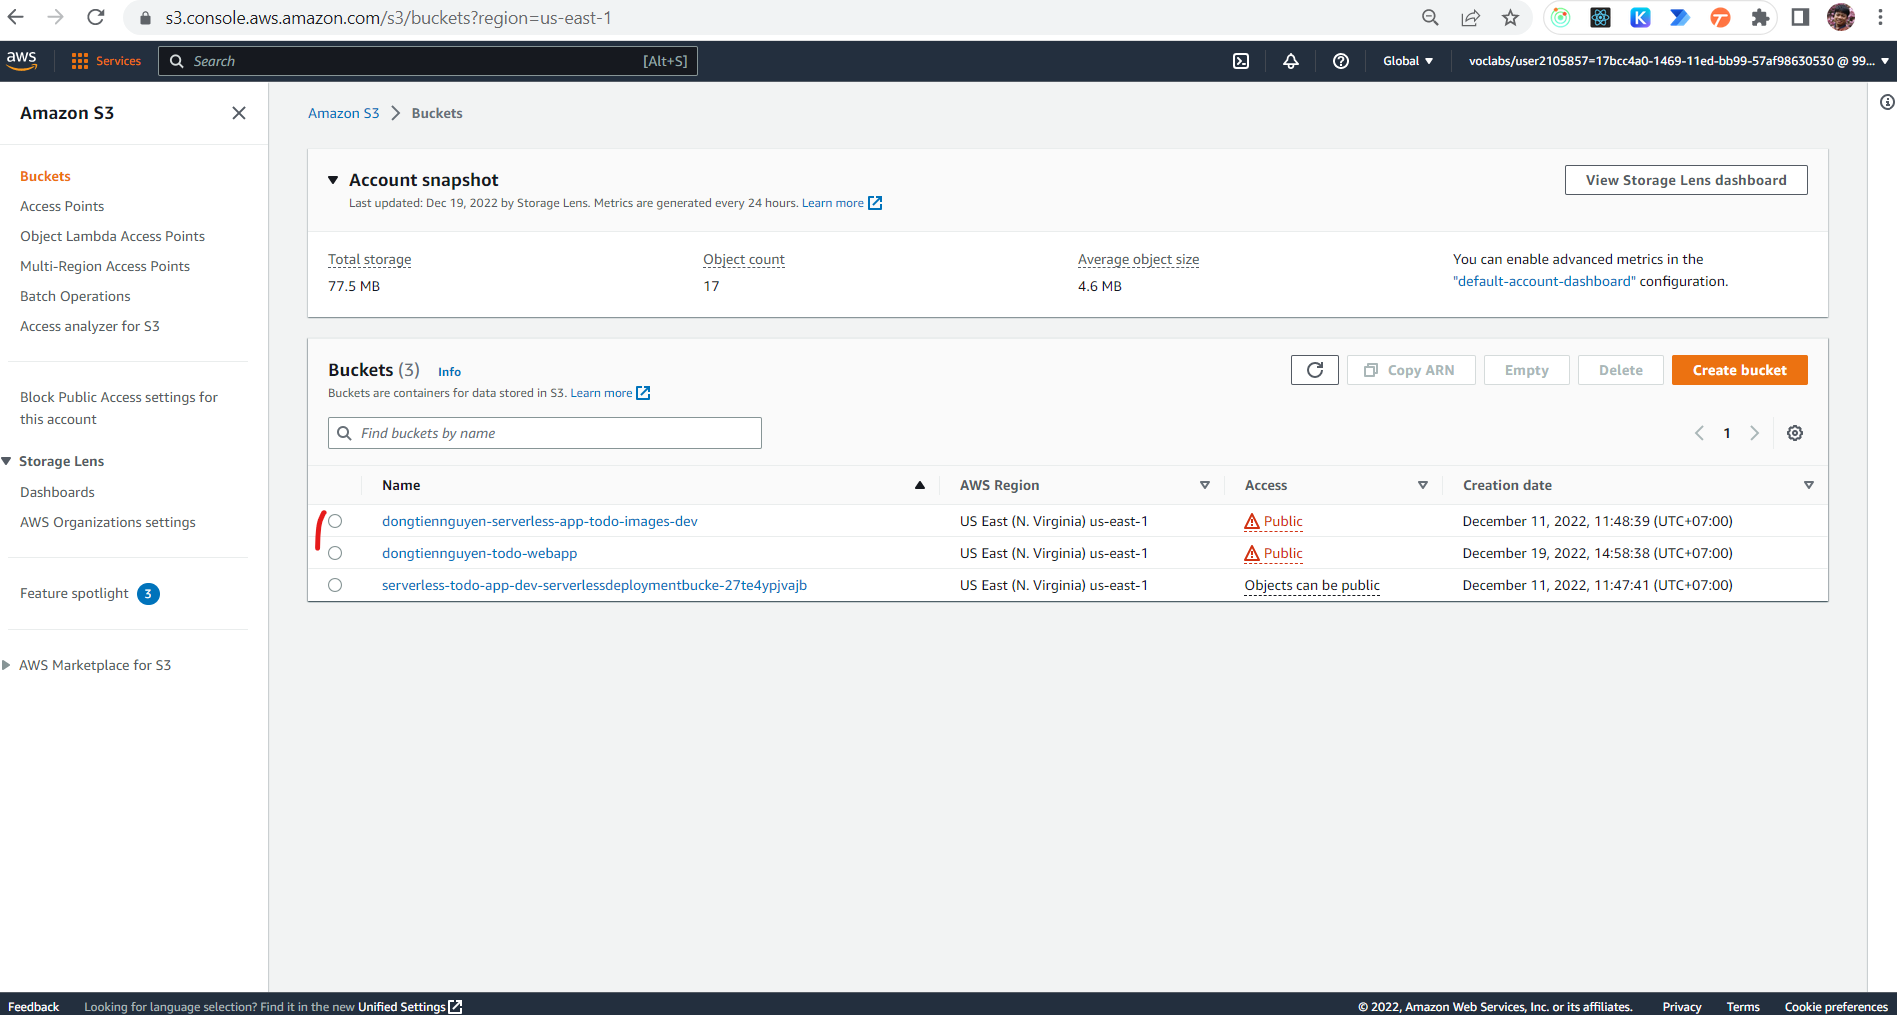 s3.console.aws.amazon.com/s3/buckets?region=us-east-1
aws
Services
Search
[Alt+S]
Global
voclabs/user2105857=17bcc4a0-1469-11ed-bb99-57af98630530 @ 99...
Amazon S3
Buckets
Access Points
Object Lambda Access Points
Multi-Region Access Points
Batch Operations
Access analyzer for S3
Block Public Access settings for
this account
Storage Lens
Dashboards
AWS Organizations settings
Feature spotlight 3
AWS Marketplace for S3
Amazon S3 > Buckets
Account snapshot
Last updated: Dec 19, 2022 by Storage Lens. Metrics are generated every 24 hours. Learn more
View Storage Lens dashboard
Total storage
77.5 MB
Object count
17
Average object size
4.6 MB
You can enable advanced metrics in the
"default-account-dashboard" configuration.
Buckets (3) Info
Buckets are containers for data stored in S3. Learn more
Copy ARN
Empty
Delete
Create bucket
Find buckets by name
1
Name AWS Region Access Creation date
dongtiennguyen-serverless-app-todo-images-dev US East (N. Virginia) us-east-1 Public December 11, 2022, 11:48:39 (UTC+07:00)
dongtiennguyen-todo-webapp US East (N. Virginia) us-east-1 Public December 19, 2022, 14:58:38 (UTC+07:00)
serverless-todo-app-dev-serverlessdeploymentbucke-27te4ypjvajb US East (N. Virginia) us-east-1 Objects can be public December 11, 2022, 11:47:41 (UTC+07:00)
Feedback Looking for language selection? Find it in the new Unified Settings
© 2022, Amazon Web Services, Inc. or its affiliates. Privacy Terms Cookie preferences